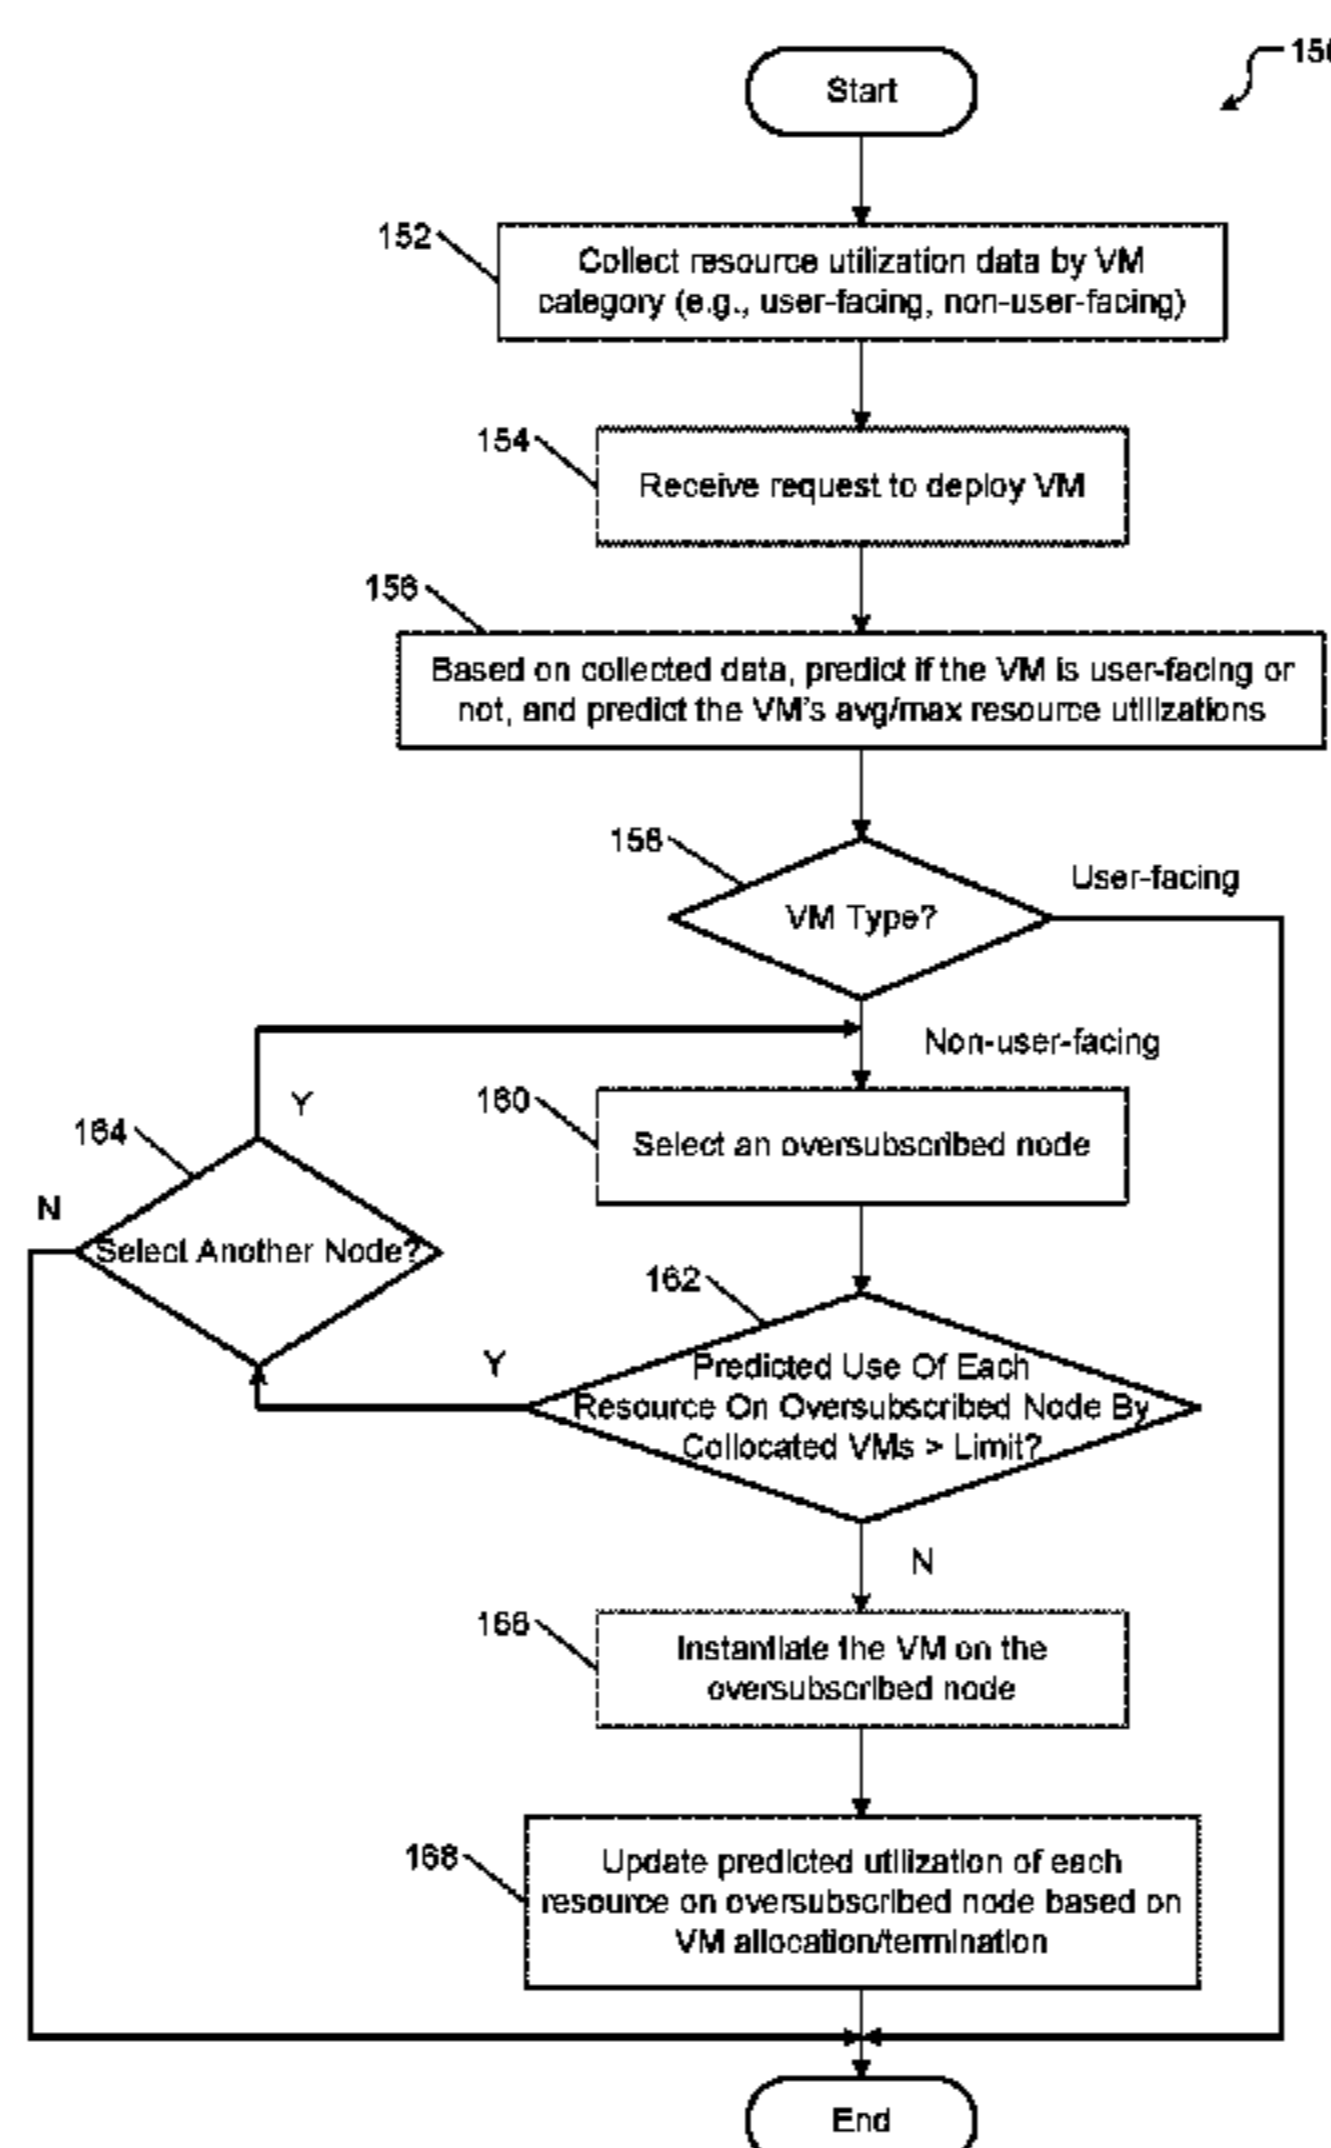 Start
152
Collect resource utilization data by VM
category (e.g., user-facing, non-user-facing)
154
Receive request to deploy VM
156
Based on collected data, predict if the VM is user-facing or
not, and predict the VM's avg/max resource utilizations
158
VM Type?
User-facing
Non-user-facing
160
Select an oversubscribed node
Y
164
N
Select Another Node?
162
Y
Predicted Use Of Each
Resource On Oversubscribed Node By
Collocated VMs > Limit?
N
166
Instantiate the VM on the
oversubscribed node
168
Update predicted utilization of each
resource on oversubscribed node based on
VM allocation/termination
End